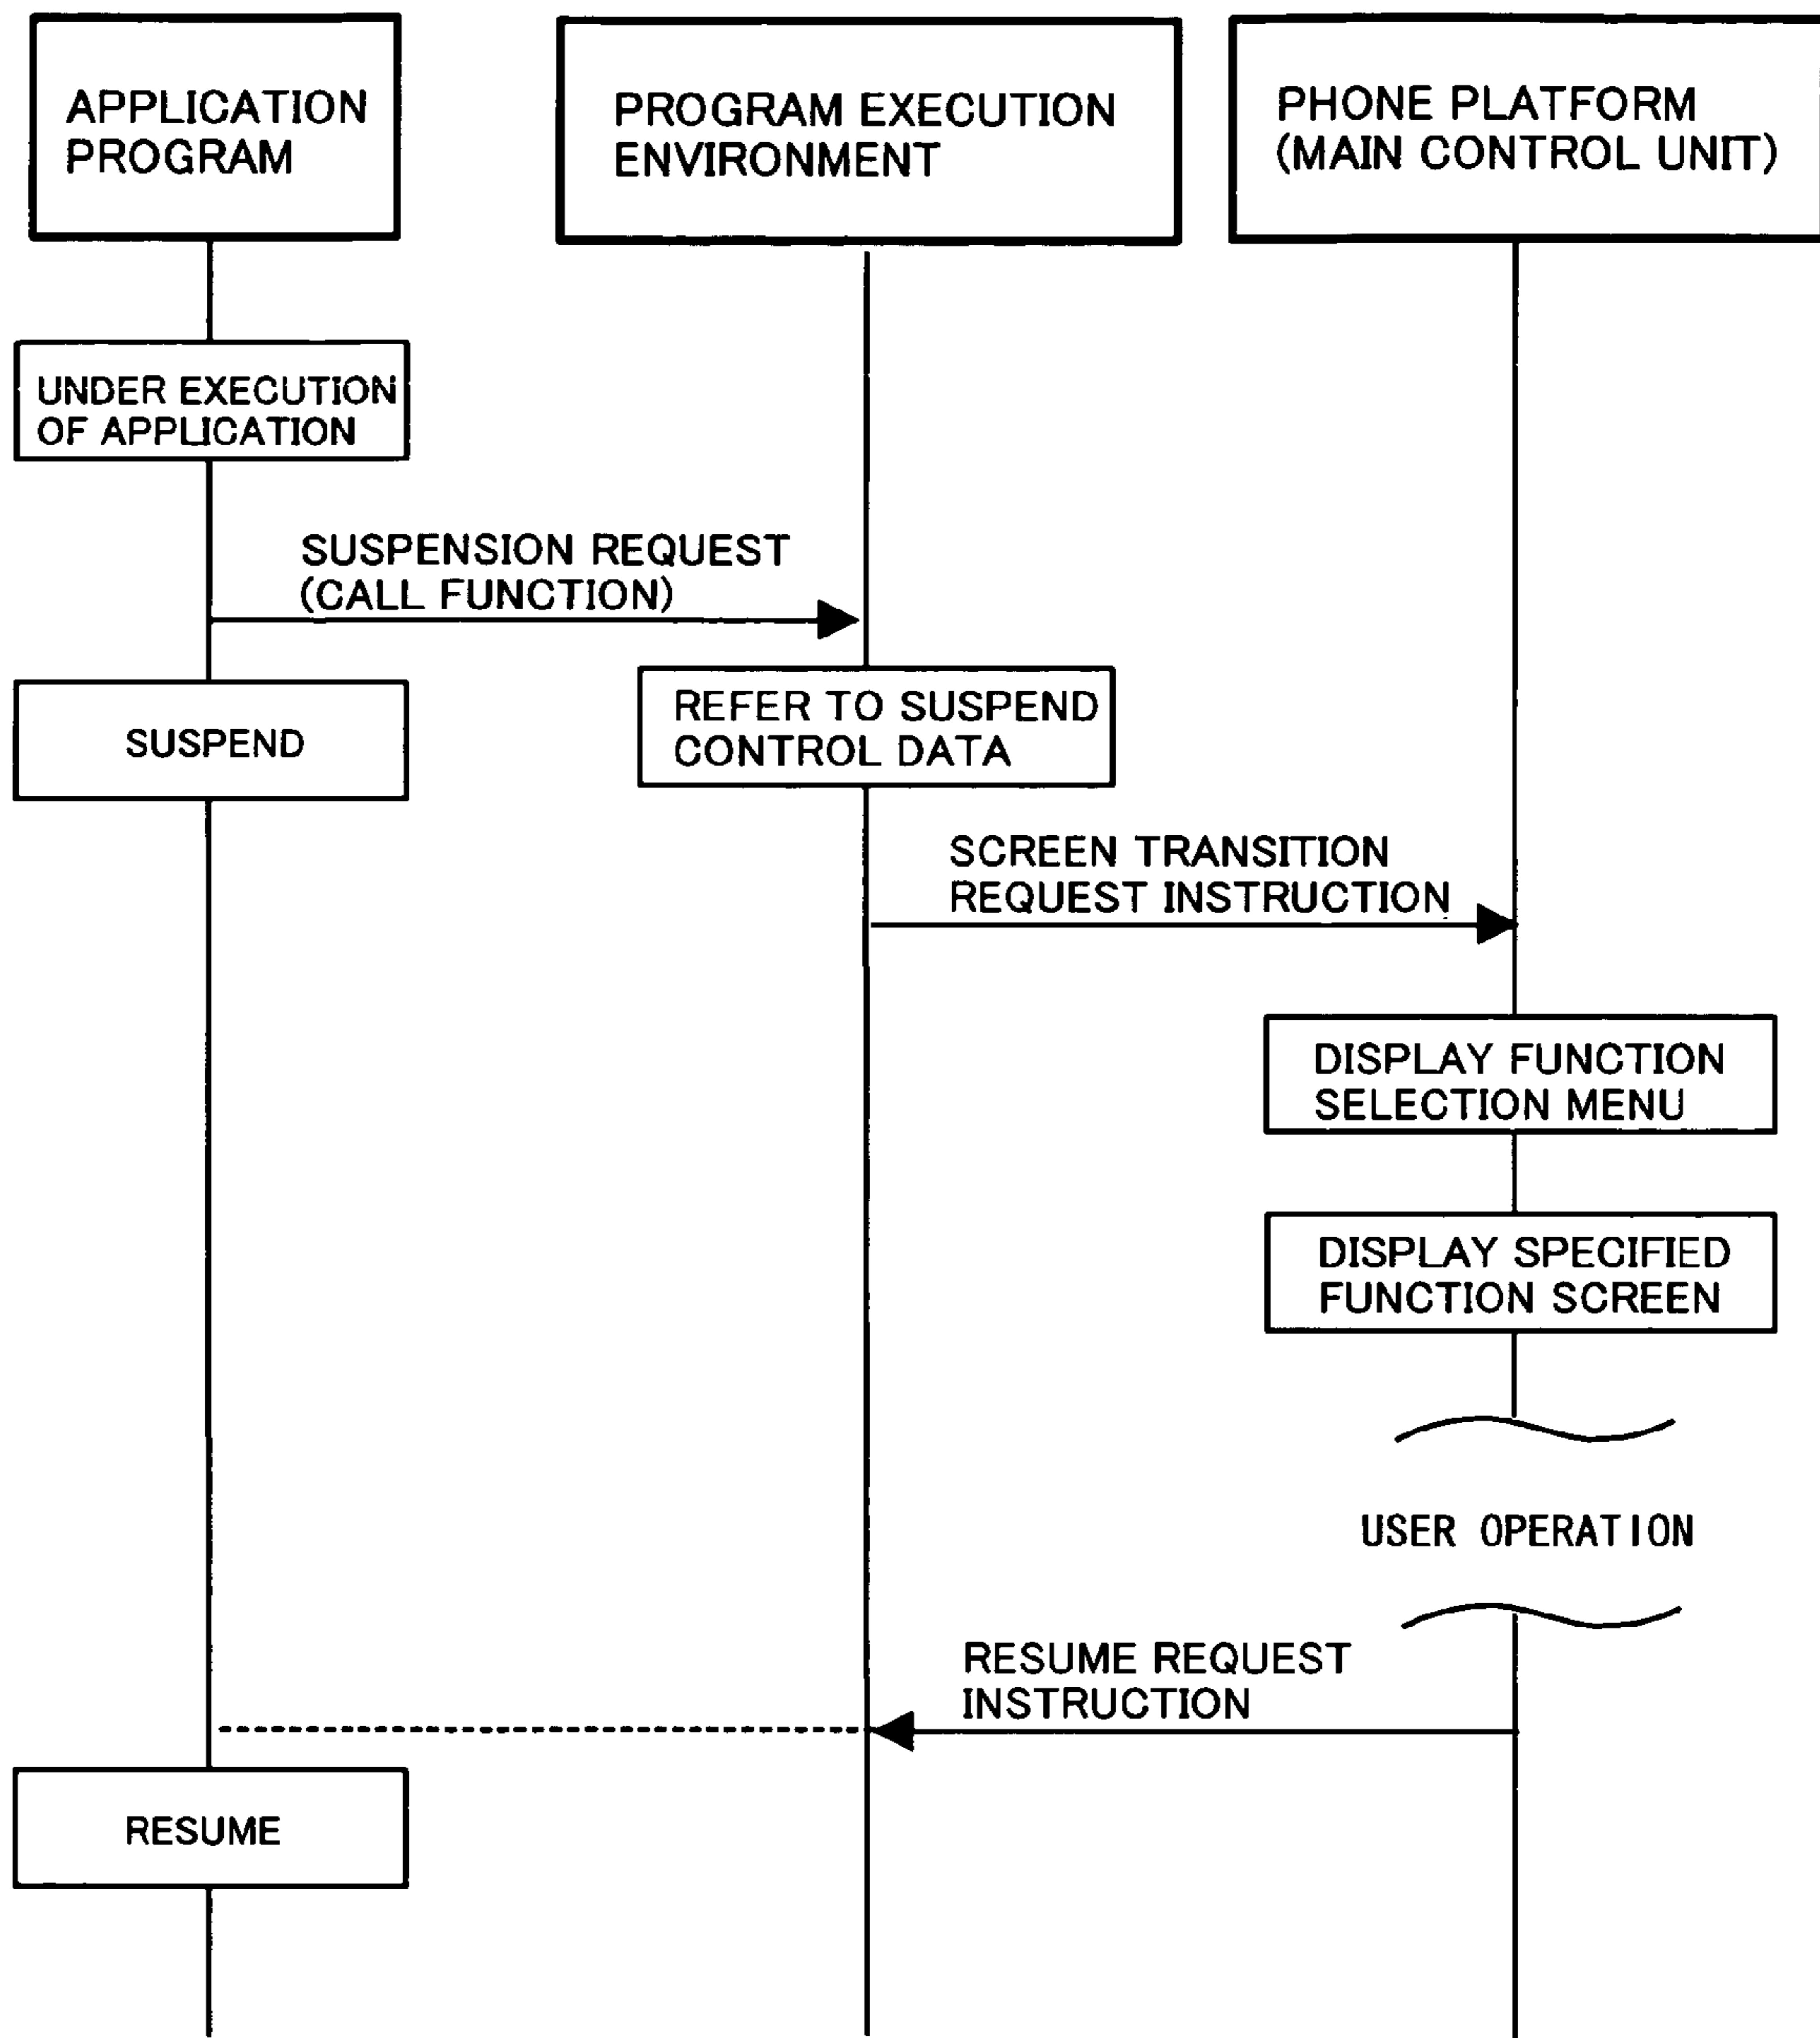 APPLICATION
PROGRAM
PROGRAM EXECUTION
ENVIRONMENT
PHONE PLATFORM
(MAIN CONTROL UNIT)
UNDER EXECUTION
OF APPLICATION
SUSPENSION REQUEST
(CALL FUNCTION)
SUSPEND
REFER TO SUSPEND
CONTROL DATA
SCREEN TRANSITION
REQUEST INSTRUCTION
DISPLAY FUNCTION
SELECTION MENU
DISPLAY SPECIFIED
FUNCTION SCREEN
USER OPERATION
RESUME REQUEST
INSTRUCTION
RESUME